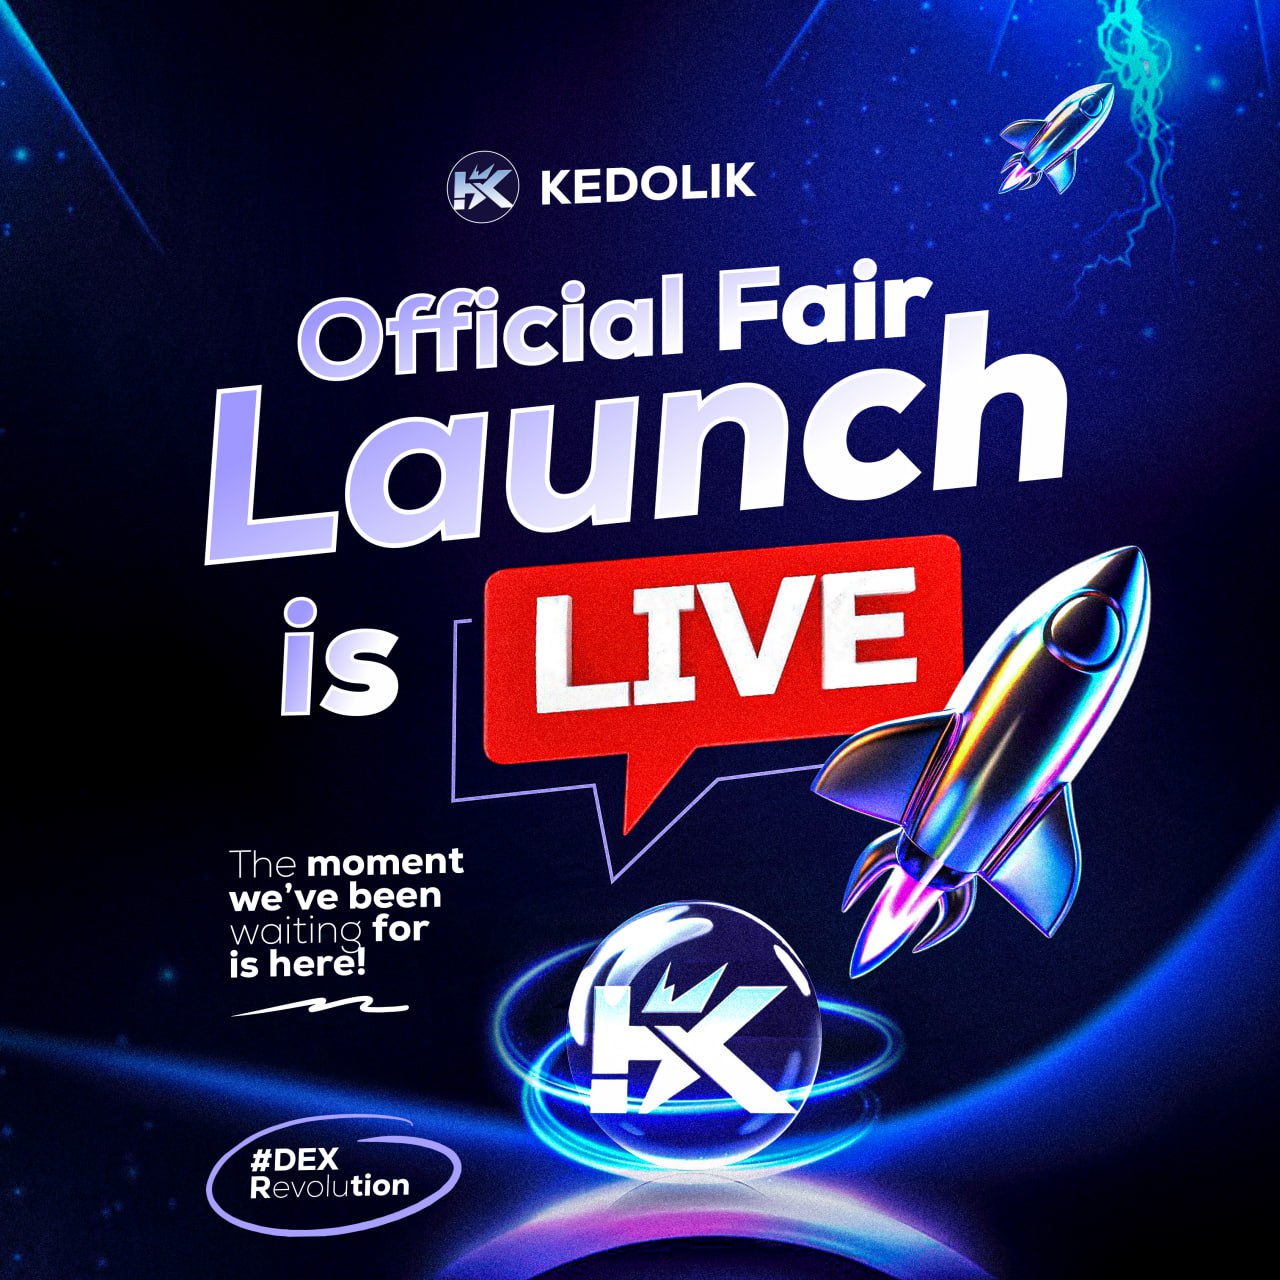 KEDOLIK
Official Fair
Launch
is LIVE
The moment
we've been
waiting for
is here!
K
#DEX
Revolution